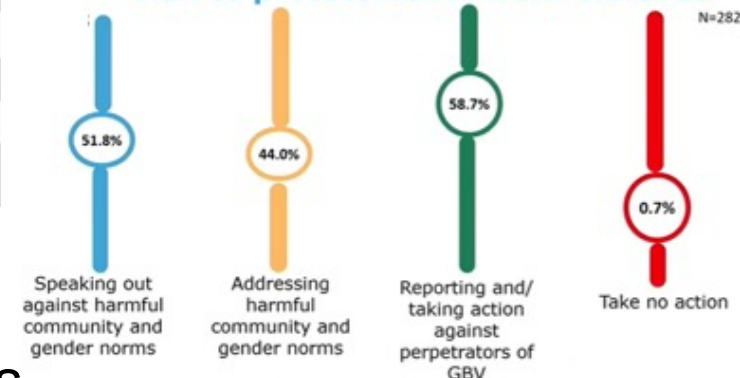 N=282
51.8%
44.0%
58.7%
0.7%
Speaking out
against harmful
community and
gender norms
Addressing
harmful
community and
gender norms
Reporting and/
taking action
against
perpetrators of
GBV
Take no action